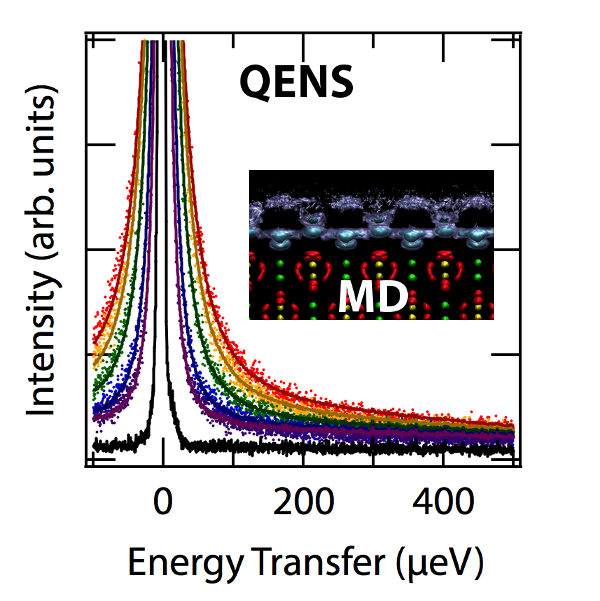 QENS
MD
Intensity (arb. units)
0 200 400
Energy Transfer (µeV)